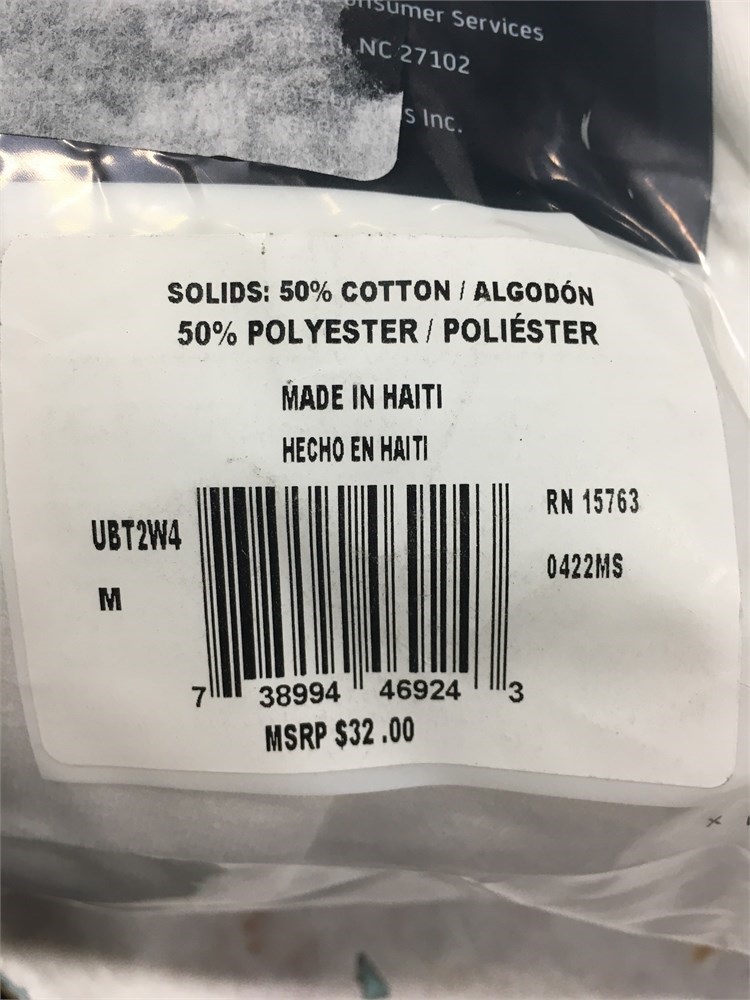 Consumer Services
NC 27102
s Inc.
SOLIDS: 50% COTTON / ALGODÓN
50% POLYESTER / POLIÉSTER
MADE IN HAITI
HECHO EN HAITI
UBT2W4
M
RN 15763
0422MS
7 38994 46924 3
MSRP $32 .00